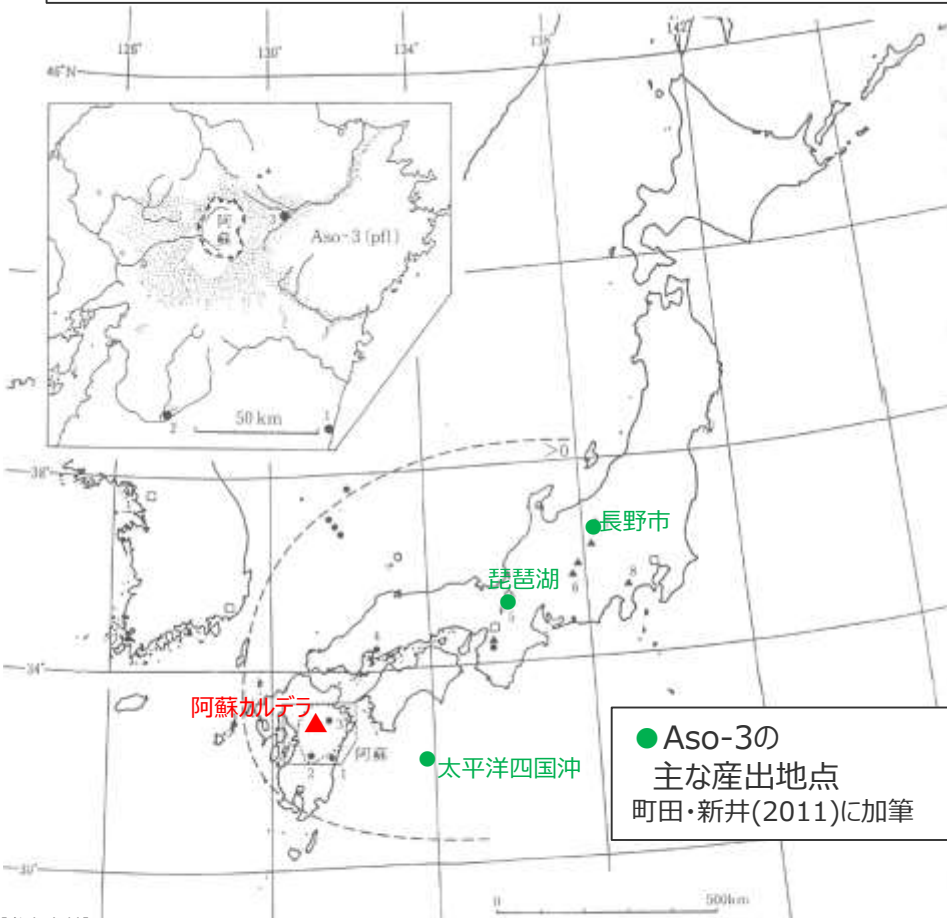 126°
130°
134°
138°
142°
46°N
阿
蘇
3
Aso-3 (pfl)
50 km
2
1
>0
38°
長野市
琵琶湖
6
8
5
34°
阿蘇カルデラ
3
阿蘇
2
1
太平洋四国沖
●Aso-3の
主な産出地点
町田・新井(2011)に加筆
30°
0
500km